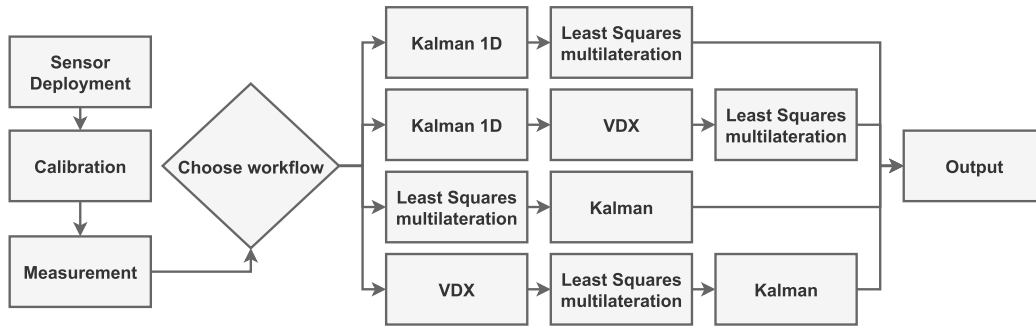 Sensor
Deployment
Calibration
Measurement
Choose workflow
Kalman 1D
Least Squares
multilateration
Kalman 1D
VDX
Least Squares
multilateration
Least Squares
multilateration
Kalman
VDX
Least Squares
multilateration
Kalman
Output